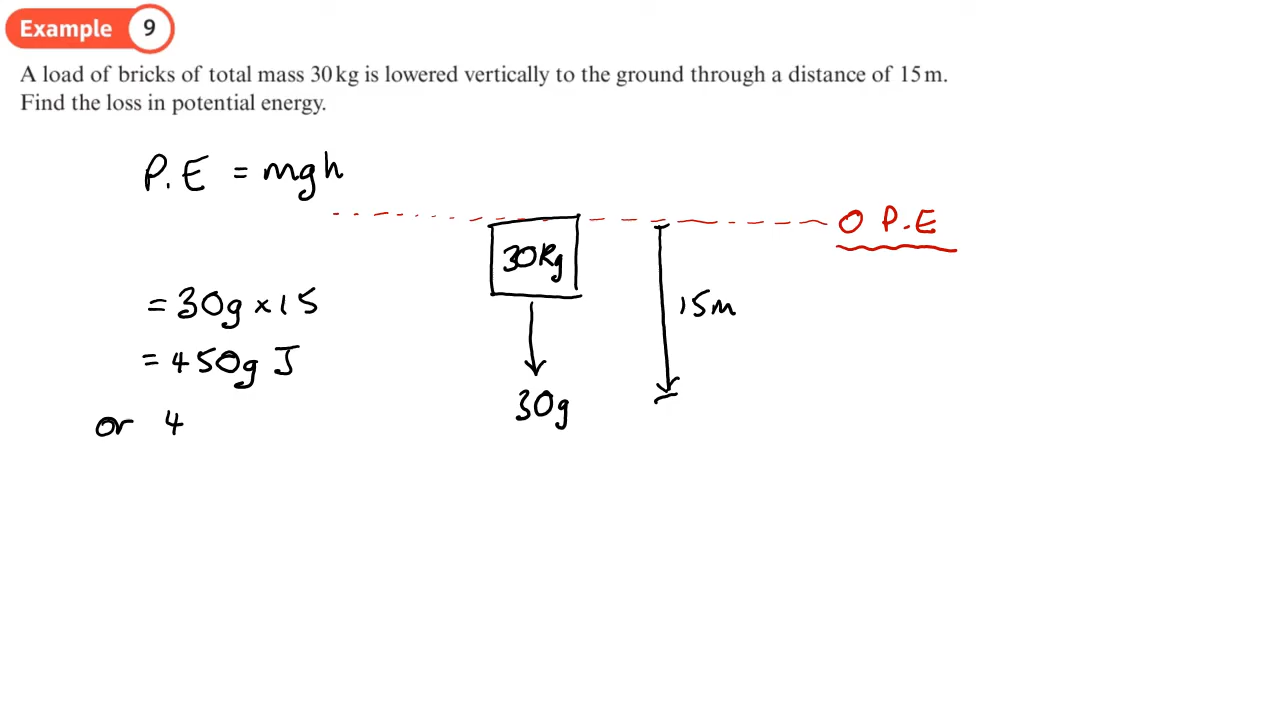 Example 9
A load of bricks of total mass 30 kg is lowered vertically to the ground through a distance of 15 m.
Find the loss in potential energy.
P.E = mgh
0 P.E
30Kg
15m
= 30g × 15
= 450g J
30g
or 4